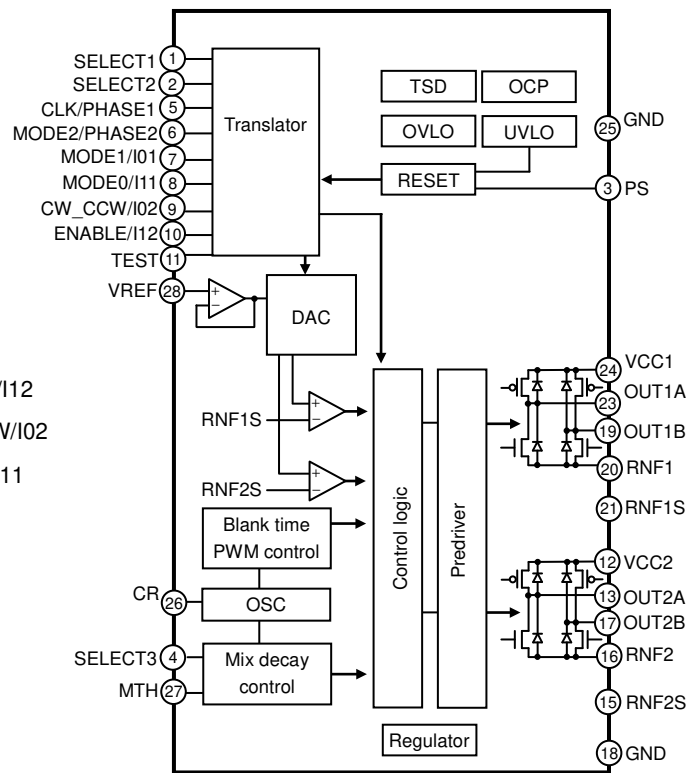 SELECT1 1
SELECT2 2
CLK/PHASE1 5
MODE2/PHASE2 6
MODE1/I01 7
MODE0/I11 8
CW_CCW/I02 9
ENABLE/I12 10
TEST 11
VREF 28
Translator
TSD
OCP
OVLO
UVLO
RESET
25 GND
3 PS
+
−
DAC
/I12
W/I02
11
RNF1S
+
−
RNF2S
+
−
Blank time
PWM control
CR 26
OSC
SELECT3 4
MTH 27
Mix decay
control
Control logic
Predriver
Regulator
24 VCC1
23 OUT1A
19 OUT1B
20 RNF1
21 RNF1S
12 VCC2
13 OUT2A
17 OUT2B
16 RNF2
15 RNF2S
18 GND